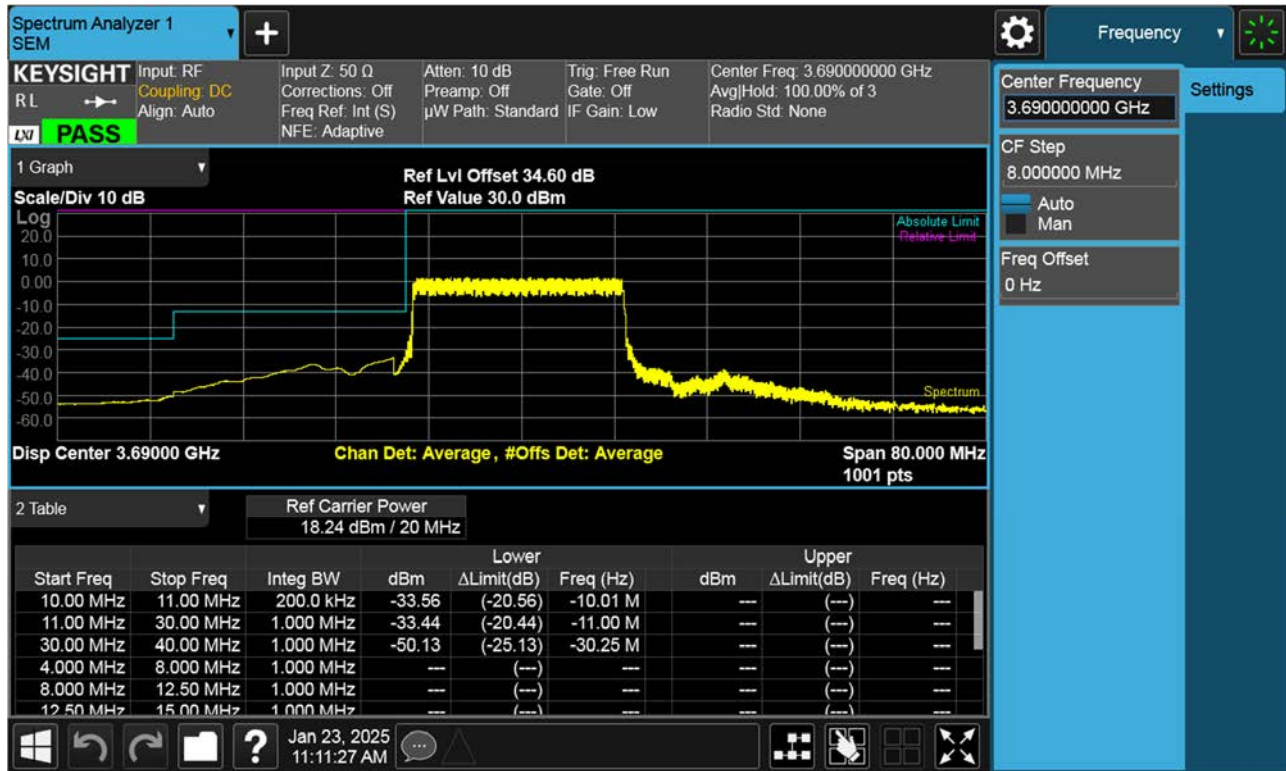 Spectrum Analyzer 1
SEM
+
Frequency
KEYSIGHT
RL
LXI PASS
Input: RF
Coupling: DC
Align: Auto
Input Z: 50 Ω
Corrections: Off
Freq Ref: Int (S)
NFE: Adaptive
Atten: 10 dB
Preamp: Off
µW Path: Standard
Trig: Free Run
Gate: Off
IF Gain: Low
Center Freq: 3.690000000 GHz
Avg|Hold: 100.00% of 3
Radio Std: None
Center Frequency
3.690000000 GHz
Settings
CF Step
8.000000 MHz
Auto
Man
Freq Offset
0 Hz
1 Graph
Scale/Div 10 dB
Ref Lvl Offset 34.60 dB
Ref Value 30.0 dBm
Log
Absolute Limit
Relative Limit
20.0
10.0
0.00
-10.0
-20.0
-30.0
-40.0
-50.0
-60.0
Spectrum
Disp Center 3.69000 GHz
Chan Det: Average, #Offs Det: Average
Span 80.000 MHz
1001 pts
2 Table
Ref Carrier Power
18.24 dBm / 20 MHz
Lower Upper
Start Freq Stop Freq Integ BW dBm ΔLimit(dB) Freq (Hz) dBm ΔLimit(dB) Freq (Hz)
10.00 MHz 11.00 MHz 200.0 kHz -33.56 (-20.56) -10.01 M --- (---) ---
11.00 MHz 30.00 MHz 1.000 MHz -33.44 (-20.44) -11.00 M --- (---) ---
30.00 MHz 40.00 MHz 1.000 MHz -50.13 (-25.13) -30.25 M --- (---) ---
4.000 MHz 8.000 MHz 1.000 MHz --- (---) --- --- (---) ---
8.000 MHz 12.50 MHz 1.000 MHz --- (---) --- --- (---) ---
12.50 MHz 15.00 MHz 1.000 MHz --- (---) --- --- (---) ---
?
Jan 23, 2025
11:11:27 AM